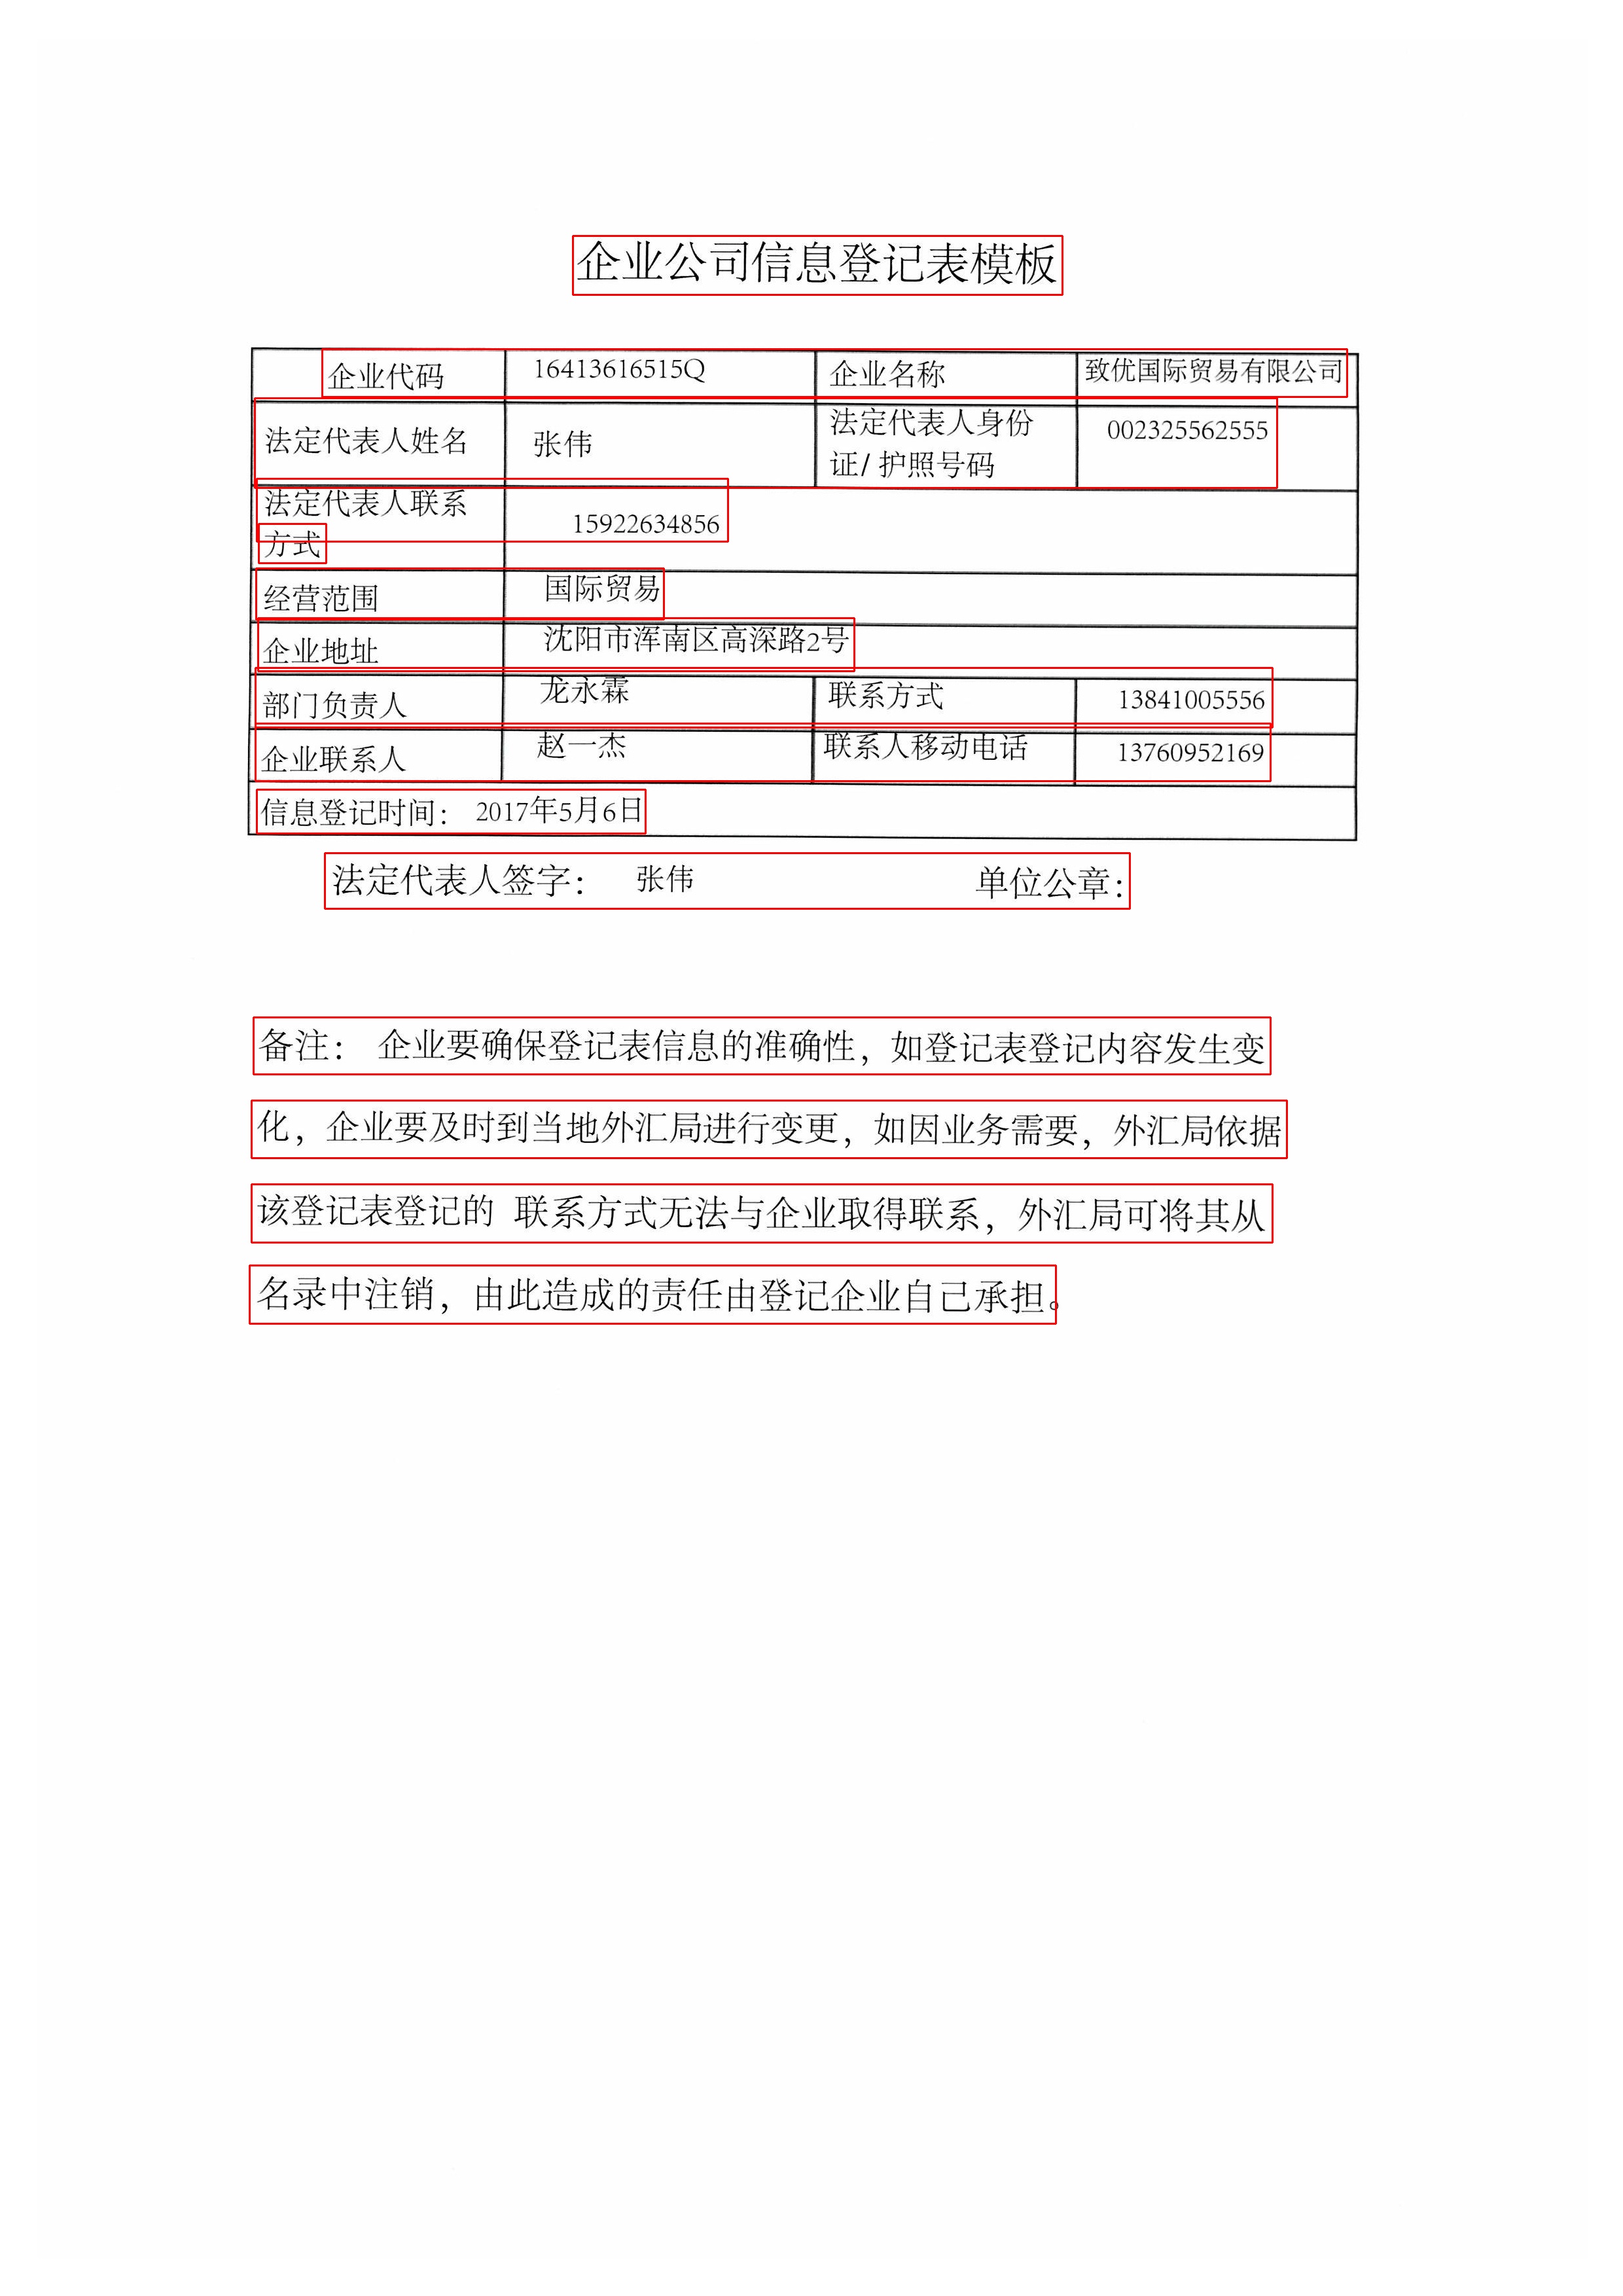 企业公司信息登记表模板
企业代码 16413616515Q 企业名称 致优国际贸易有限公司
法定代表人姓名 张伟 法定代表人身份证/ 护照号码 002325562555
法定代表人联系 15922634856
方式
经营范围 国际贸易
企业地址 沈阳市浑南区高深路2号
部门负责人 龙永霖 联系方式 13841005556
企业联系人 赵一杰 联系人移动电话 13760952169
信息登记时间： 2017年5月6日
法定代表人签字： 张伟 单位公章：
备注： 企业要确保登记表信息的准确性，如登记表登记内容发生变
化，企业要及时到当地外汇局进行变更，如因业务需要，外汇局依据
该登记表登记的 联系方式无法与企业取得联系，外汇局可将其从
名录中注销，由此造成的责任由登记企业自己承担。